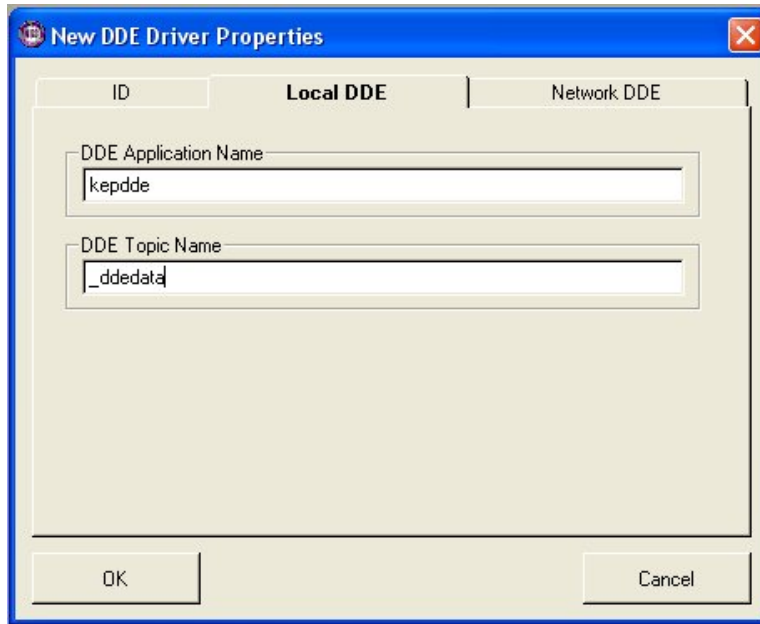 New DDE Driver Properties
ID Local DDE Network DDE
DDE Application Name
kepdde
DDE Topic Name
_ddedata
OK Cancel